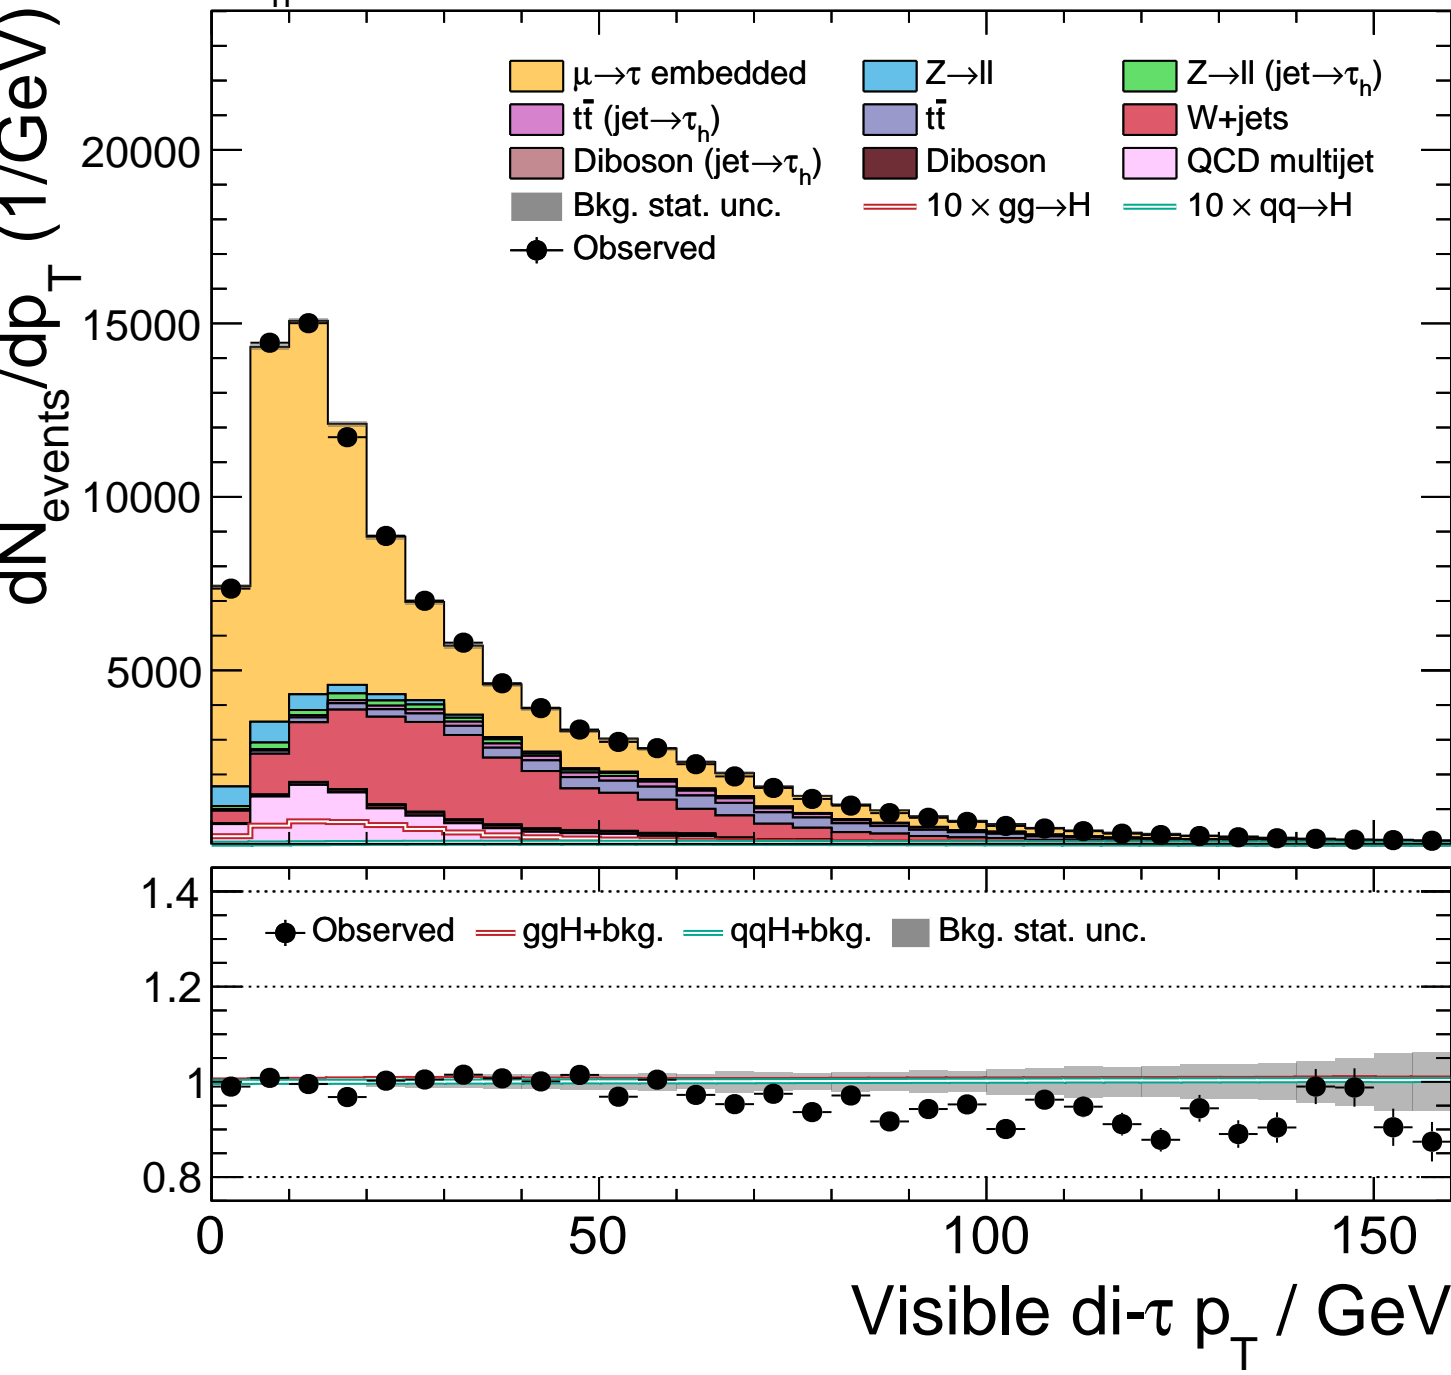 h
dN_events/dp_T (1/GeV)
μ→τ embedded Z→ll Z→ll (jet→τ_h)
tt̄ (jet→τ_h) tt̄ W+jets
Diboson (jet→τ_h) Diboson QCD multijet
Bkg. stat. unc. 10 × gg→H 10 × qq→H
Observed
20000
15000
10000
5000
1.4
Observed ggH+bkg. qqH+bkg. Bkg. stat. unc.
1.2
1
0.8
0 50 100 150
Visible di-τ p_T / GeV